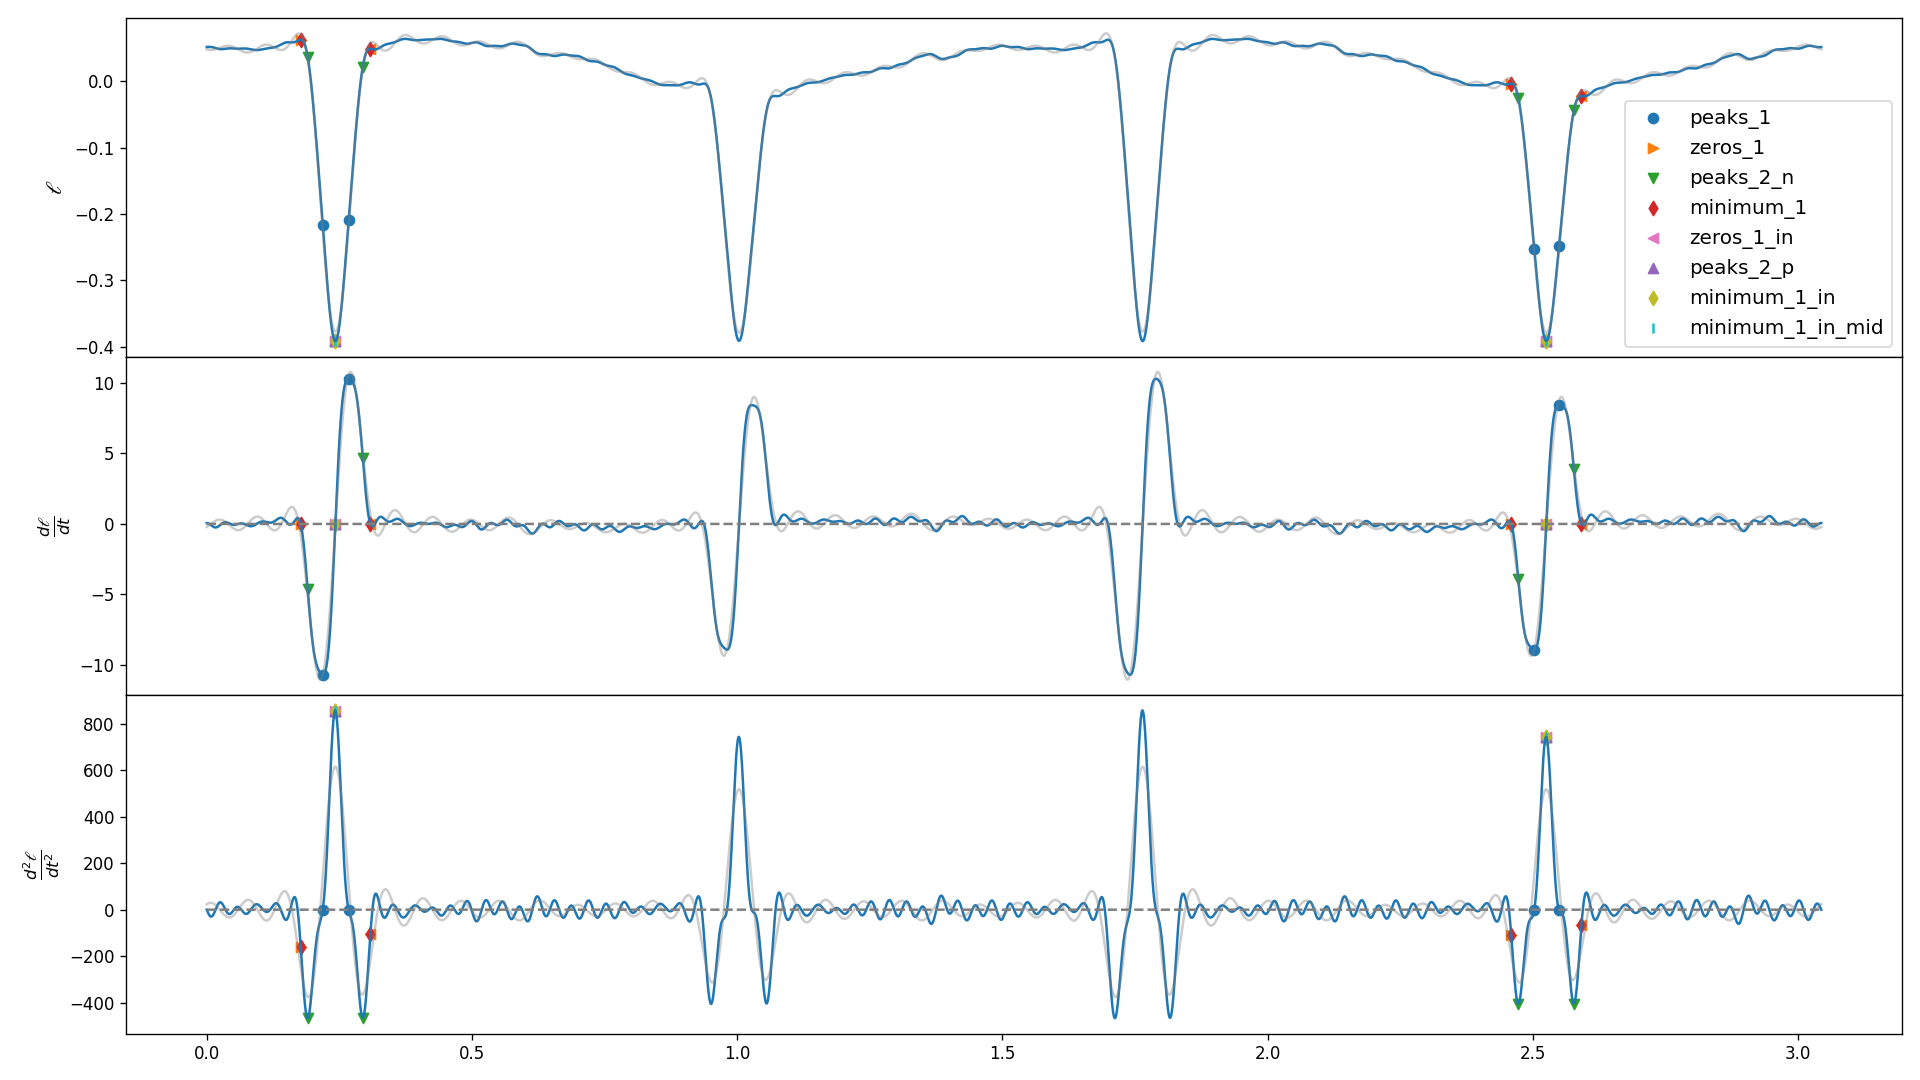 0.0
−0.1
−0.2
−0.3
−0.4
ℓ
peaks_1
zeros_1
peaks_2_n
minimum_1
zeros_1_in
peaks_2_p
minimum_1_in
minimum_1_in_mid
10
5
0
−5
−10
dℓ
dt
800
600
400
200
0
−200
−400
d²ℓ
dt²
0.0 0.5 1.0 1.5 2.0 2.5 3.0